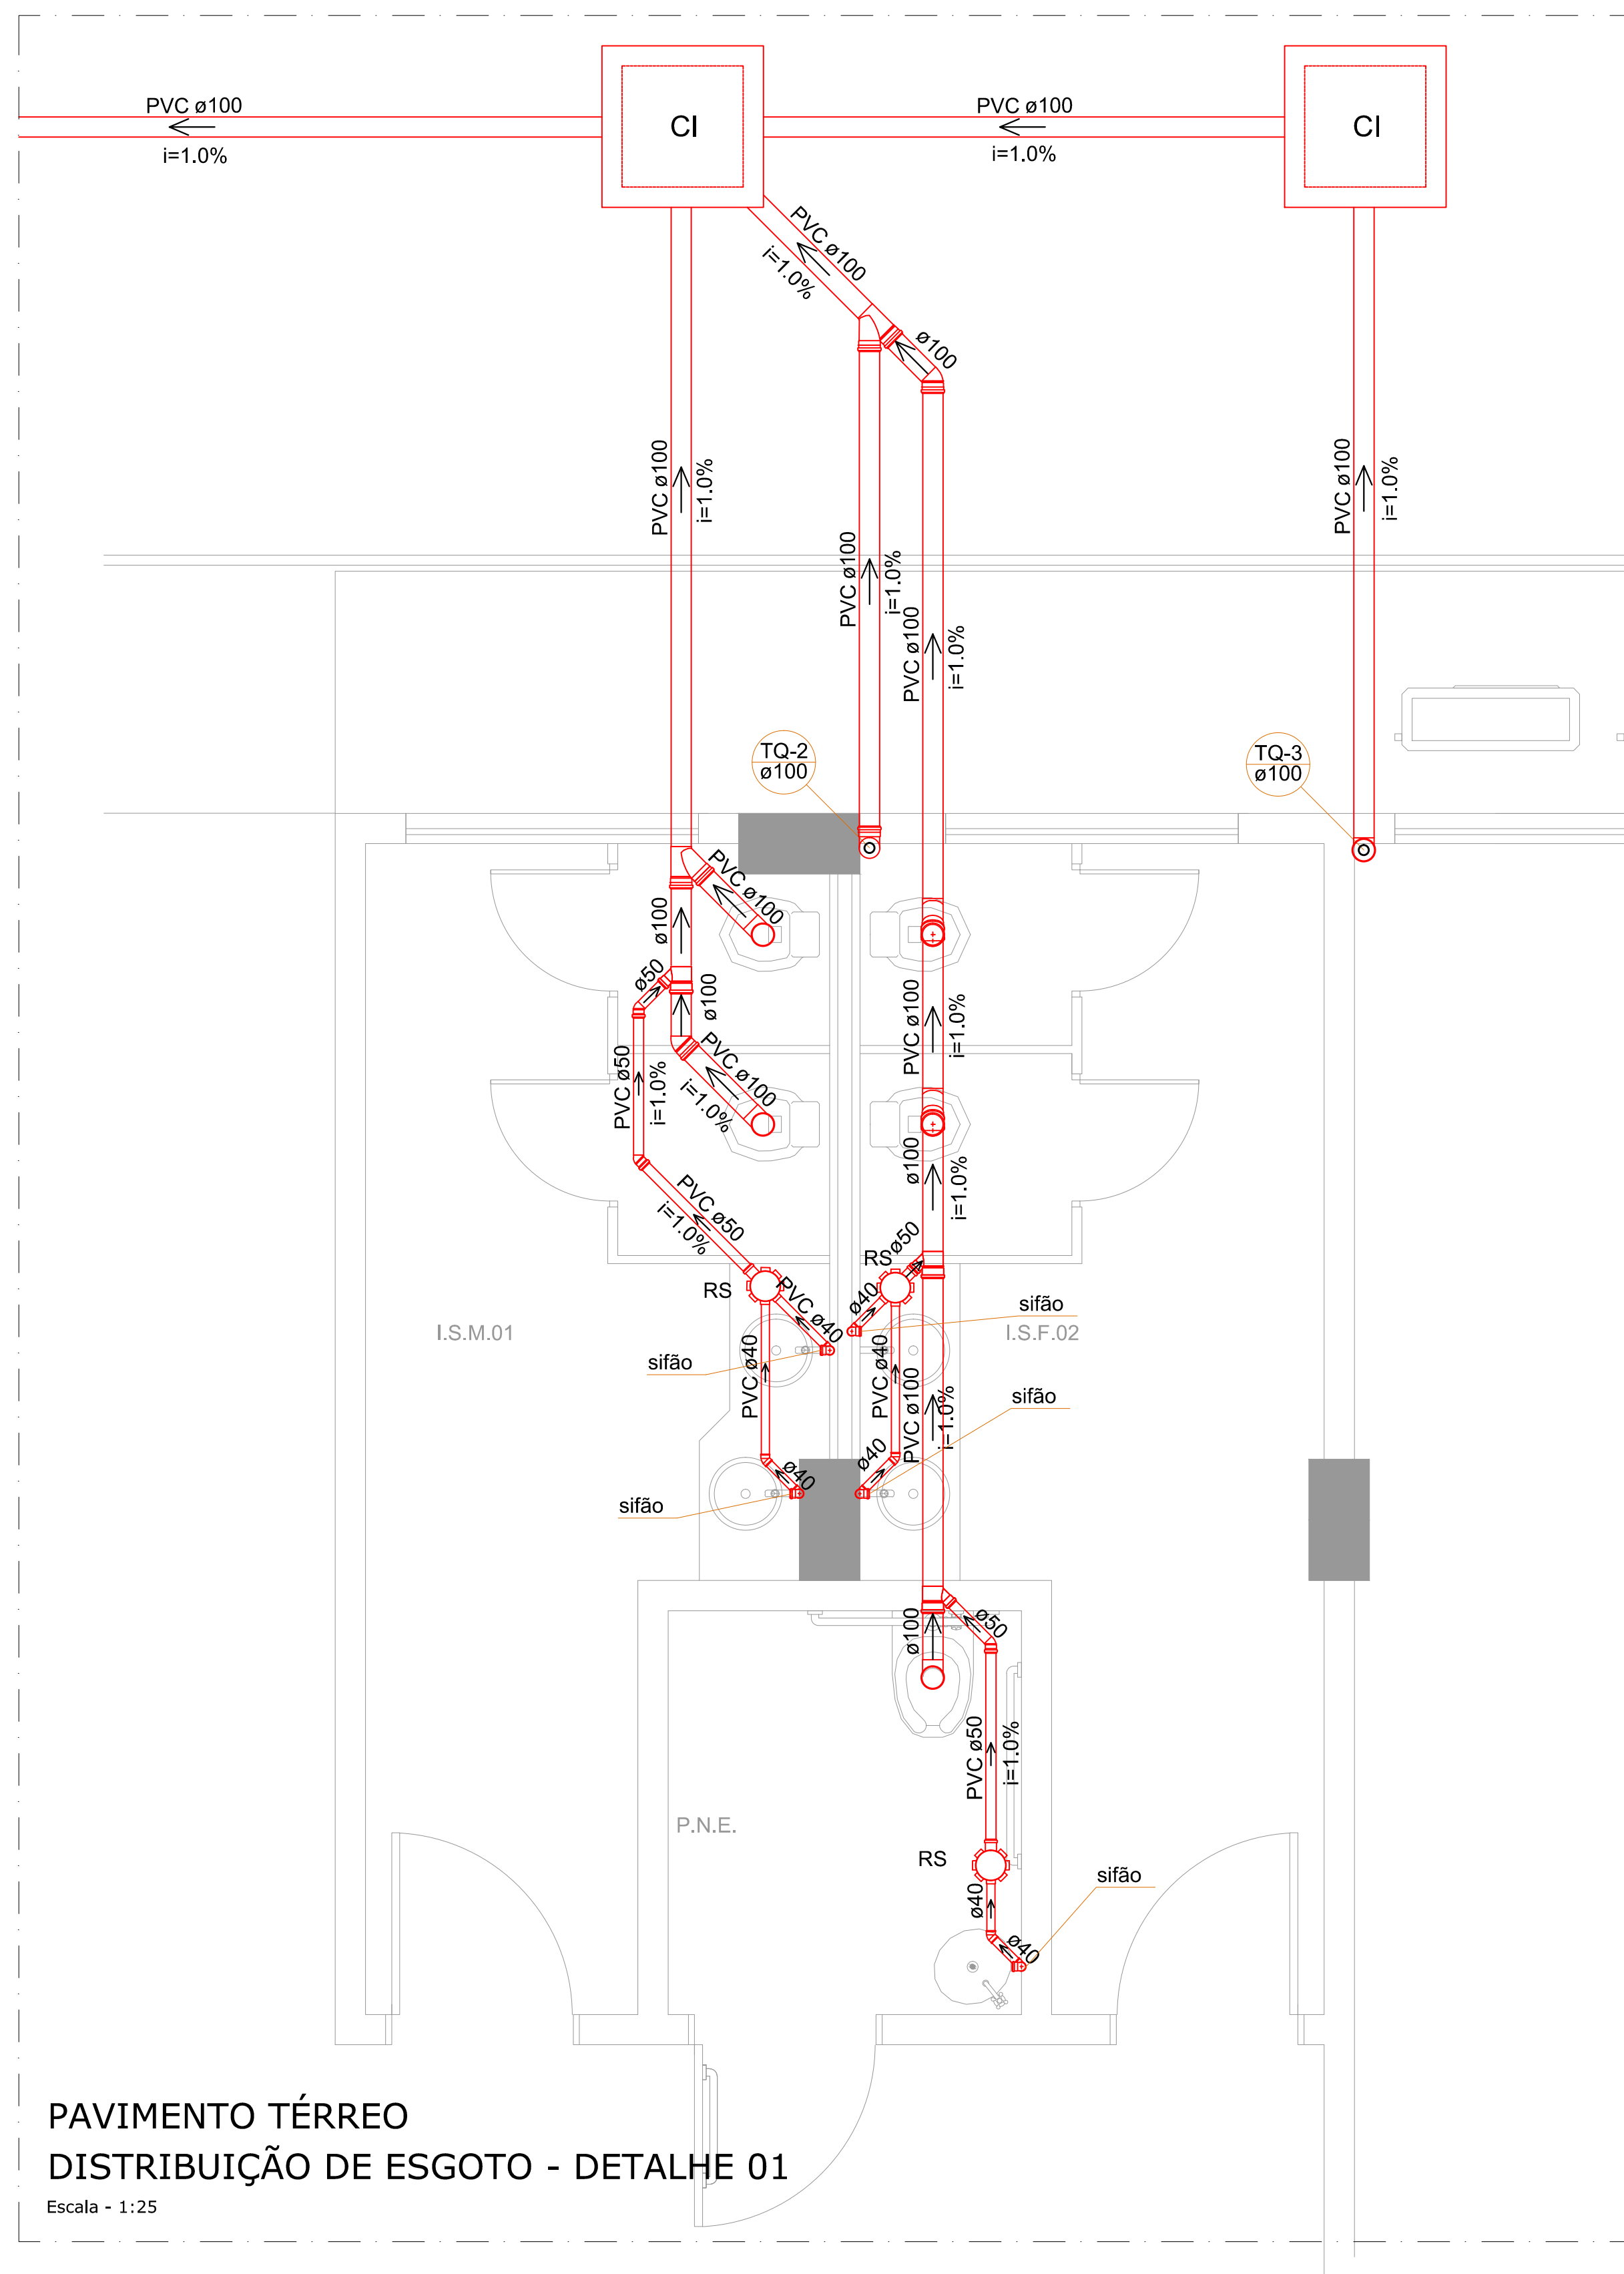 PVC ø100
i=1.0%
CI
PVC ø100
i=1.0%
CI
PVC ø100
i=1.0%
ø100
PVC ø100
i=1.0%
PVC ø100
i=1.0%
PVC ø100
i=1.0%
PVC ø100
i=1.0%
TQ-2
ø100
TQ-3
ø100
PVC ø100
ø100
ø50
ø100
PVC ø100
i=1.0%
PVC ø50
i=1.0%
PVC ø100
i=1.0%
PVC ø50
i=1.0%
ø100
i=1.0%
RS
PVC ø40
RS
ø50
ø40
sifão
I.S.M.01
I.S.F.02
sifão
PVC ø40
PVC ø40
PVC ø100
i=1.0%
sifão
ø40
ø40
sifão
ø100
ø50
PVC ø50
i=1.0%
P.N.E.
RS
ø40
sifão
ø40
PAVIMENTO TÉRREO
DISTRIBUIÇÃO DE ESGOTO - DETALHE 01
Escala - 1:25